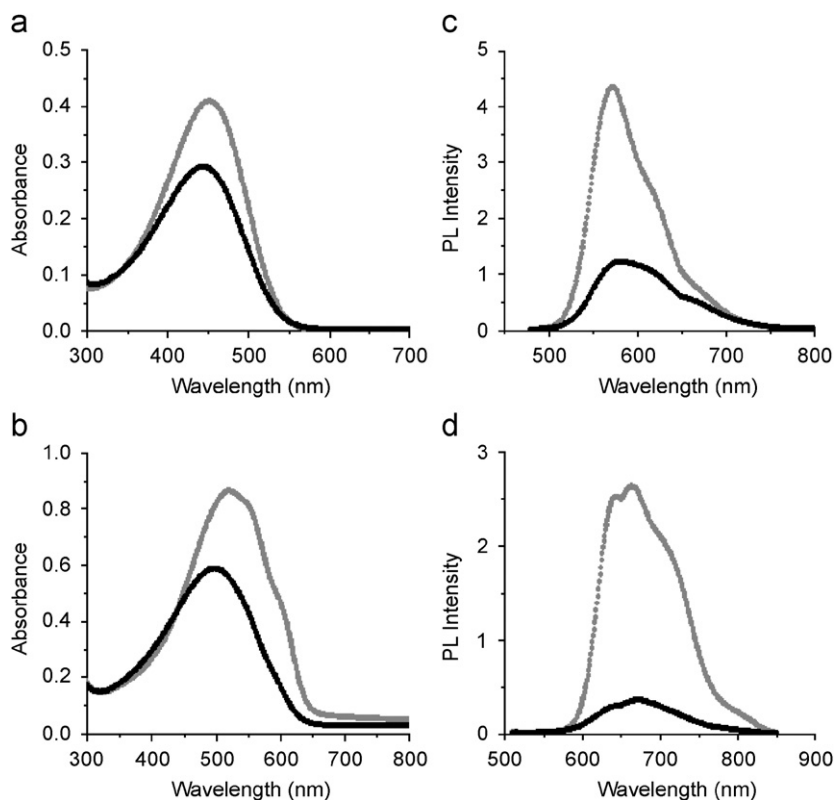 a
0.5
0.4
0.3
0.2
0.1
0.0
Absorbance
300 400 500 600 700
Wavelength (nm)
c
5
4
3
2
1
0
PL Intensity
500 600 700 800
Wavelength (nm)
b
1.0
0.8
0.6
0.4
0.2
0.0
Absorbance
300 400 500 600 700 800
Wavelength (nm)
d
3
2
1
0
PL Intensity
500 600 700 800 900
Wavelength (nm)